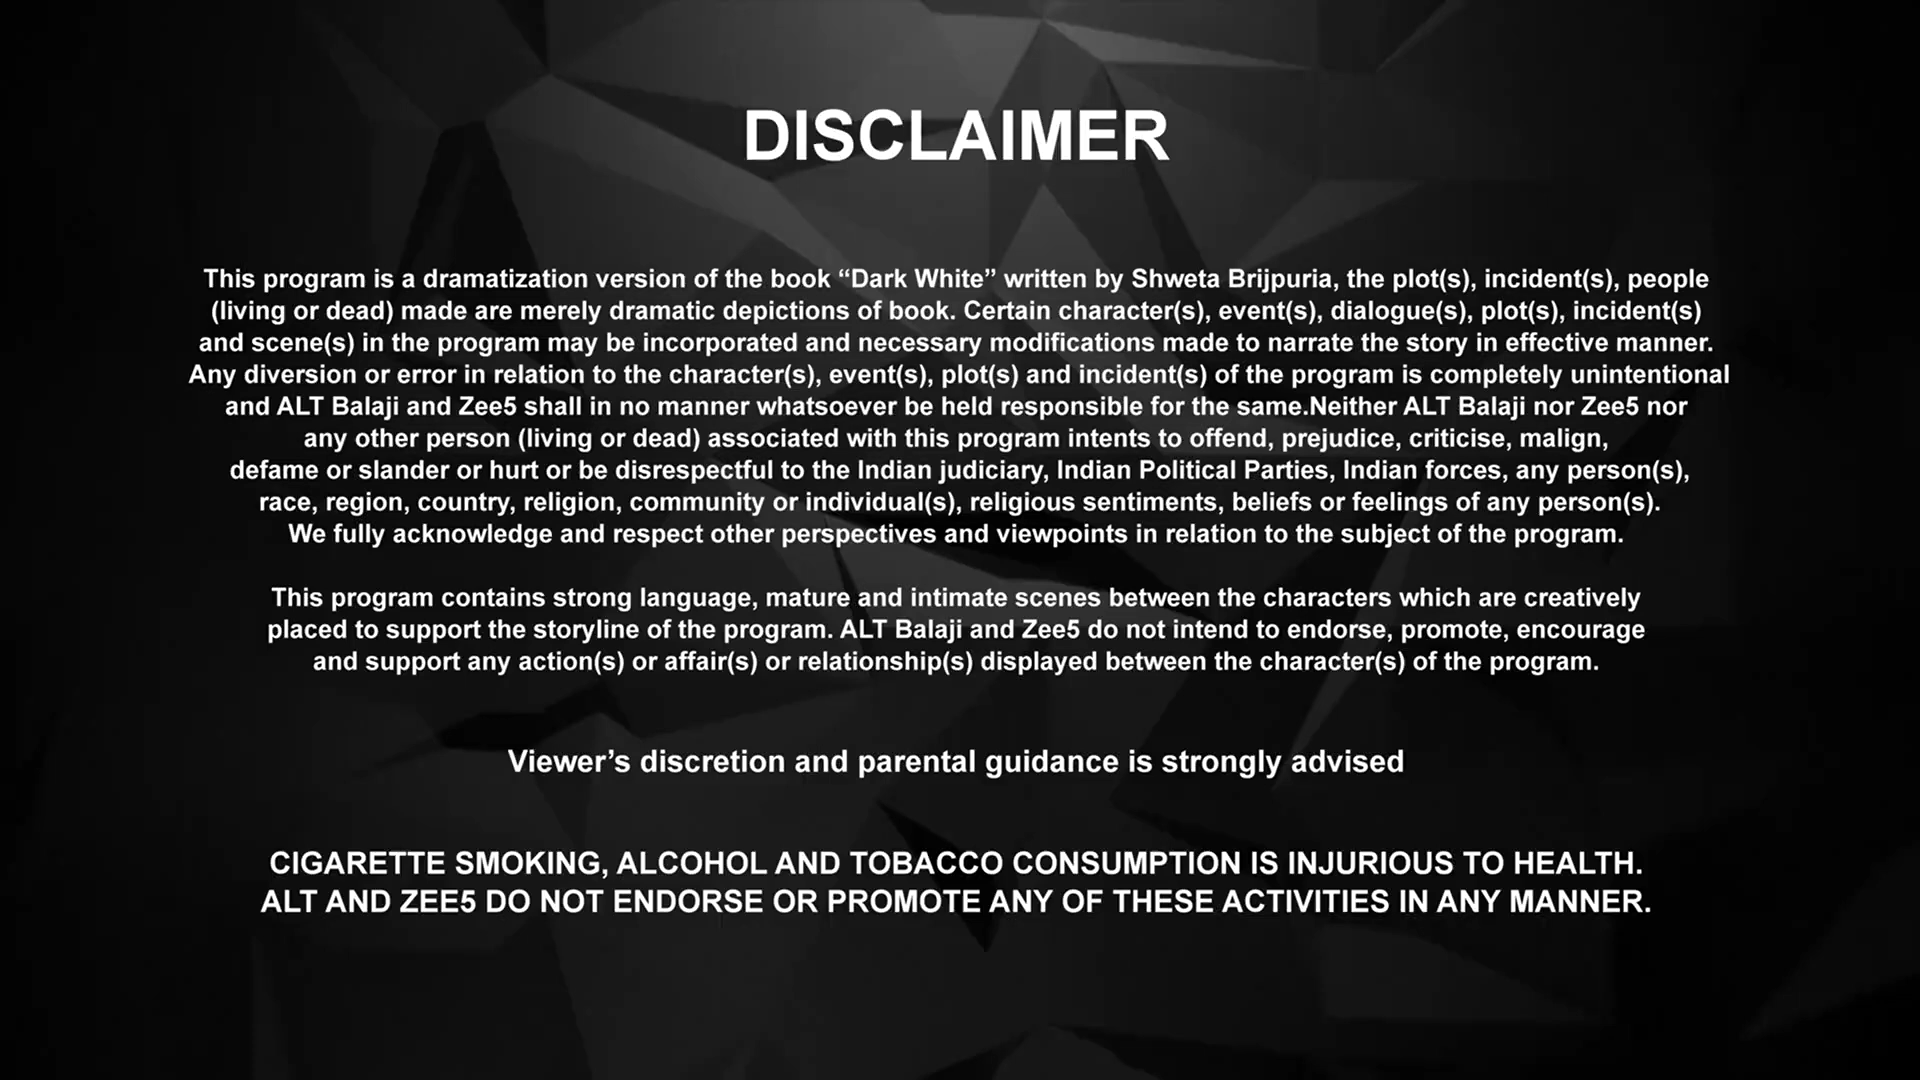 DISCLAIMER
This program is a dramatization version of the book “Dark White” written by Shweta Brijpuria, the plot(s), incident(s), people
(living or dead) made are merely dramatic depictions of book. Certain character(s), event(s), dialogue(s), plot(s), incident(s)
and scene(s) in the program may be incorporated and necessary modifications made to narrate the story in effective manner.
Any diversion or error in relation to the character(s), event(s), plot(s) and incident(s) of the program is completely unintentional
and ALT Balaji and Zee5 shall in no manner whatsoever be held responsible for the same.Neither ALT Balaji nor Zee5 nor
any other person (living or dead) associated with this program intents to offend, prejudice, criticise, malign,
defame or slander or hurt or be disrespectful to the Indian judiciary, Indian Political Parties, Indian forces, any person(s),
race, region, country, religion, community or individual(s), religious sentiments, beliefs or feelings of any person(s).
We fully acknowledge and respect other perspectives and viewpoints in relation to the subject of the program.
This program contains strong language, mature and intimate scenes between the characters which are creatively
placed to support the storyline of the program. ALT Balaji and Zee5 do not intend to endorse, promote, encourage
and support any action(s) or affair(s) or relationship(s) displayed between the character(s) of the program.
Viewer’s discretion and parental guidance is strongly advised
CIGARETTE SMOKING, ALCOHOL AND TOBACCO CONSUMPTION IS INJURIOUS TO HEALTH.
ALT AND ZEE5 DO NOT ENDORSE OR PROMOTE ANY OF THESE ACTIVITIES IN ANY MANNER.